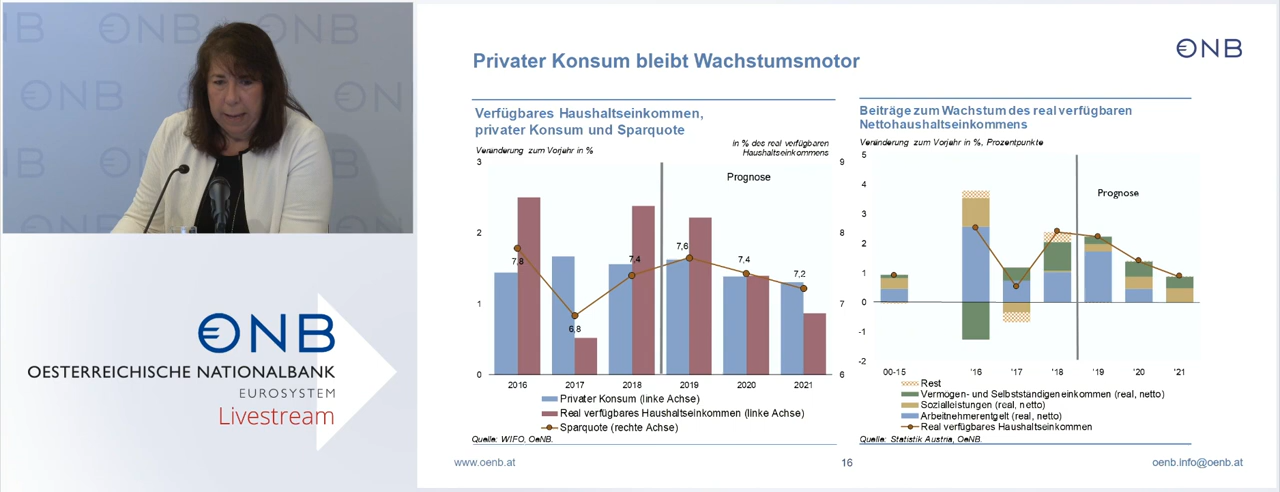 ONB
ONB
ONB
ONB
OESTERREICHISCHE NATIONALBANK
EUROSYSTEM
Livestream
Privater Konsum bleibt Wachstumsmotor
ONB
Verfügbares Haushaltseinkommen,
privater Konsum und Sparquote
Veränderung zum Vorjahr in %
in % des real verfügbaren
Haushaltseinkommens
3
2
1
0
9
8
7
6
Prognose
7,8
6,8
7,4
7,6
7,4
7,2
2016 2017 2018 2019 2020 2021
Privater Konsum (linke Achse)
Real verfügbares Haushaltseinkommen (linke Achse)
Sparquote (rechte Achse)
Quelle: WIFO, OeNB.
Beiträge zum Wachstum des real verfügbaren
Nettohaushaltseinkommens
Veränderung zum Vorjahr in %, Prozentpunkte
5
4
3
2
1
0
-1
-2
Prognose
00-15 '16 '17 '18 '19 '20 '21
Rest
Vermögen- und Selbstständigeneinkommen (real, netto)
Sozialleistungen (real, netto)
Arbeitnehmerentgelt (real, netto)
Real verfügbares Haushaltseinkommen
Quelle: Statistik Austria, OeNB.
www.oenb.at
16
oenb.info@oenb.at